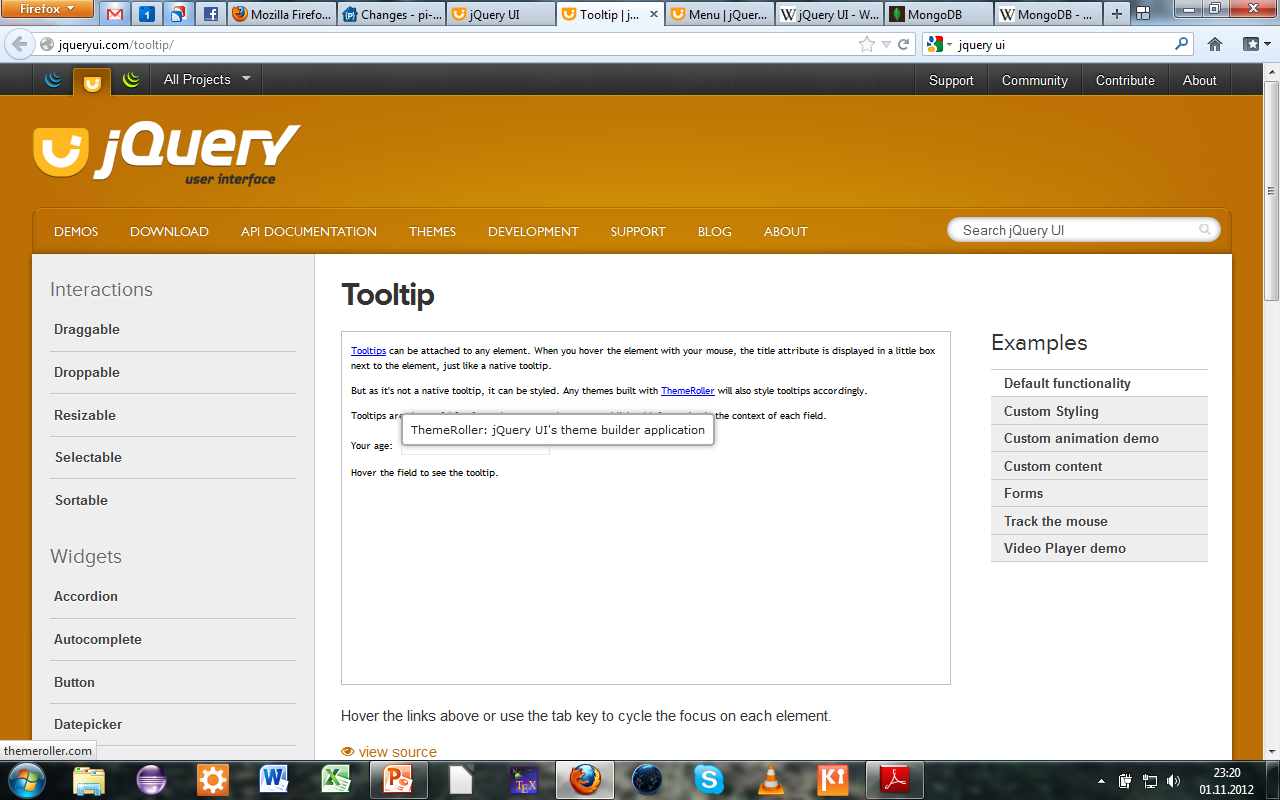 Firefox
1
Mozilla Firefo...
Changes - pi-...
jQuery UI
Tooltip | j...
Menu | jQuer...
jQuery UI - W...
MongoDB
MongoDB - ...
jqueryui.com/tooltip/
jquery ui
All Projects
Support
Community
Contribute
About
jQuery
user interface
DEMOS
DOWNLOAD
API DOCUMENTATION
THEMES
DEVELOPMENT
SUPPORT
BLOG
ABOUT
Search jQuery UI
Interactions
Draggable
Droppable
Resizable
Selectable
Sortable
Widgets
Accordion
Autocomplete
Button
Datepicker
Tooltip
Tooltips can be attached to any element. When you hover the element with your mouse, the title attribute is displayed in a little box
next to the element, just like a native tooltip.
But as it's not a native tooltip, it can be styled. Any themes built with ThemeRoller will also style tooltips accordingly.
Tooltips are the context of each field.
ThemeRoller: jQuery UI's theme builder application
Your age:
Hover the field to see the tooltip.
Examples
Default functionality
Custom Styling
Custom animation demo
Custom content
Forms
Track the mouse
Video Player demo
Hover the links above or use the tab key to cycle the focus on each element.
view source
themeroller.com
23:20
01.11.2012